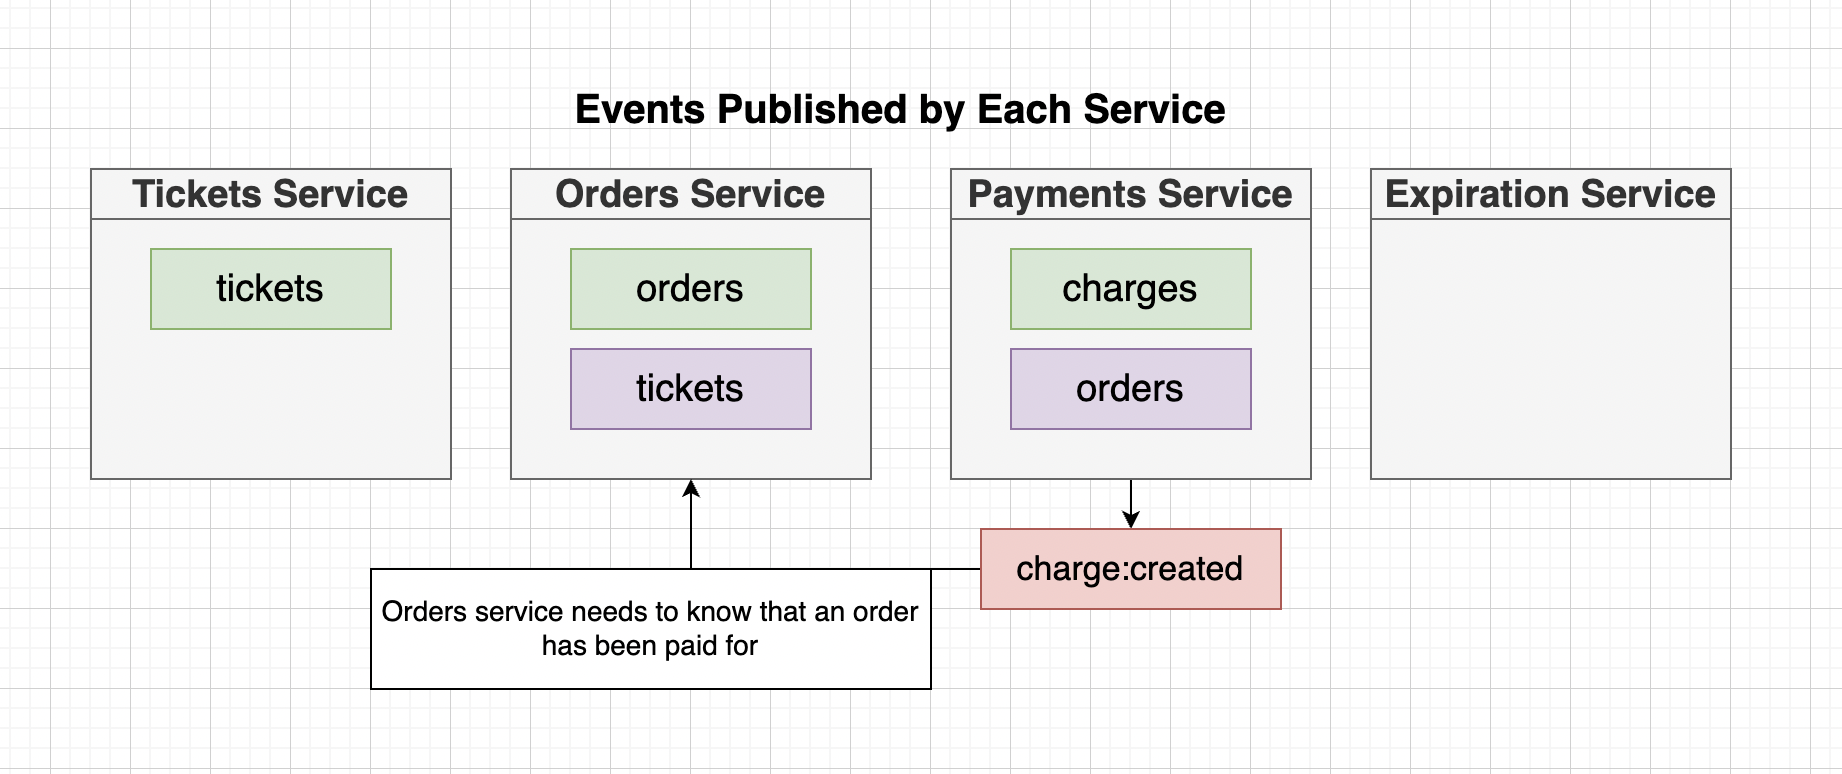 Events Published by Each Service
Tickets Service
tickets
Orders Service
orders
tickets
Payments Service
charges
orders
Expiration Service
charge:created
Orders service needs to know that an order
has been paid for